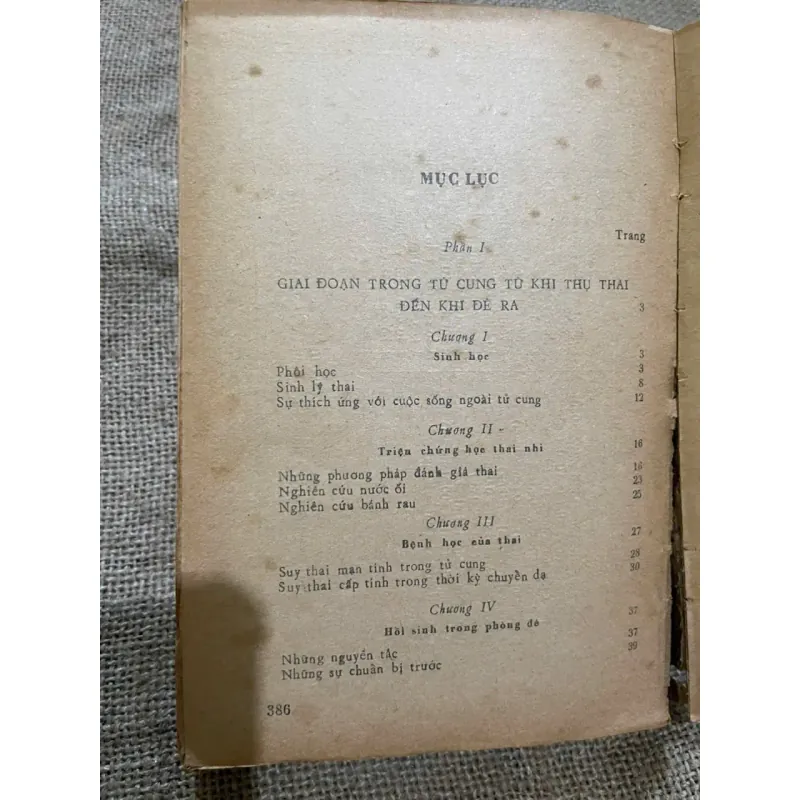 MỤC LỤC
Trang
Phần I
GIAI ĐOẠN TRONG TỬ CUNG TỪ KHI THỤ THAI
ĐẾN KHI ĐẺ RA 3
Chương I
Sinh học 3
Phôi học 3
Sinh lý thai 8
Sự thích ứng với cuộc sống ngoài tử cung 12
Chương II -
Triệu chứng học thai nhi 16
Những phương pháp đánh giá thai 16
Nghiên cứu nước ối 23
Nghiên cứu bánh rau 25
Chương III
Bệnh học của thai 27
Suy thai mạn tính trong tử cung 28
Suy thai cấp tính trong thời kỳ chuyển dạ 30
Chương IV 37
Hồi sinh trong phòng đẻ 37
Những nguyên tắc 39
Những sự chuẩn bị trước
386